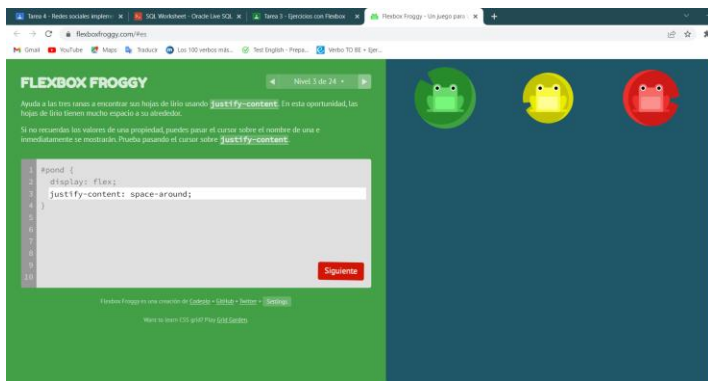 Tarea 4 - Redes sociales implem
SQL Worksheet - Oracle Live SQL
Tarea 3 - Ejercicios con Flexbox
Flexbox Froggy - Un juego para
flexboxfroggy.com/#es
Gmail
YouTube
Maps
Traducir
Los 100 verbos más...
Test English - Prepa...
Verbo TO BE + Ejer...
FLEXBOX FROGGY
Nivel 3 de 24
Ayuda a las tres ranas a encontrar sus hojas de lirio usando justify-content. En esta oportunidad, las
hojas de lirio tienen mucho espacio a su alrededor.
Si no recuerdas los valores de una propiedad, puedes pasar el cursor sobre el nombre de una e
inmediatamente se mostrarán. Prueba pasando el cursor sobre justify-content.
1 #pond {
2 display: flex;
3 justify-content: space-around;
4 }
5
6
7
8
9
10
Siguiente
Flexbox Froggy es una creación de Codepip • GitHub • Twitter • Settings
Want to learn CSS grid? Play Grid Garden.